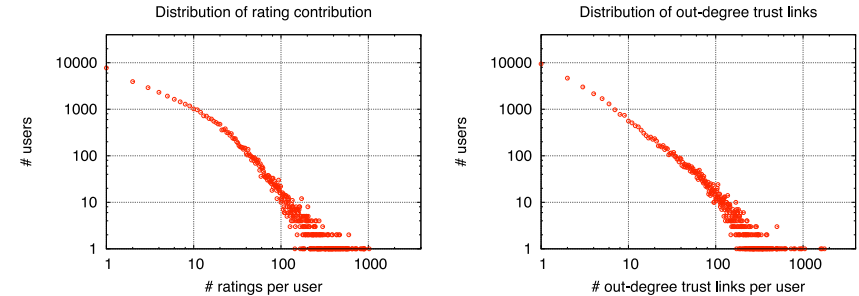 Distribution of rating contribution
10000
1000
100
10
1
1 10 100 1000
# users
# ratings per user
Distribution of out-degree trust links
10000
1000
100
10
1
1 10 100 1000
# users
# out-degree trust links per user